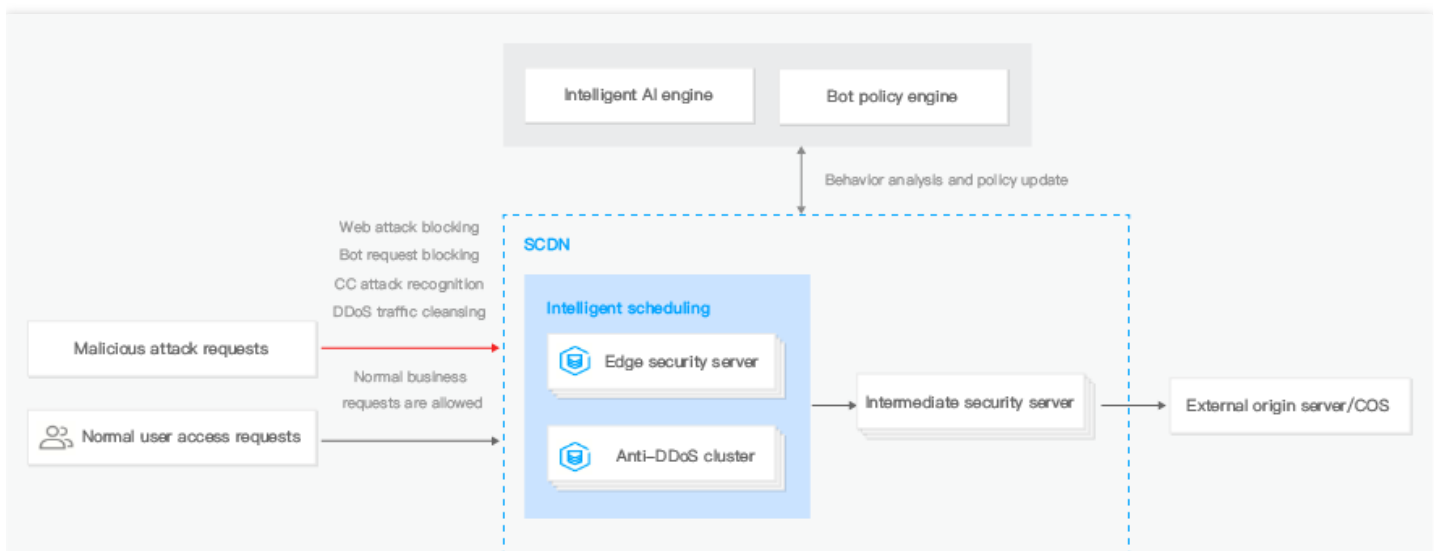 Intelligent AI engine
Bot policy engine
Behavior analysis and policy update
Web attack blocking
Bot request blocking
CC attack recognition
DDoS traffic cleansing
SCDN
Intelligent scheduling
Malicious attack requests
Edge security server
Normal business
requests are allowed
Intermediate security server
External origin server/COS
Normal user access requests
Anti-DDoS cluster